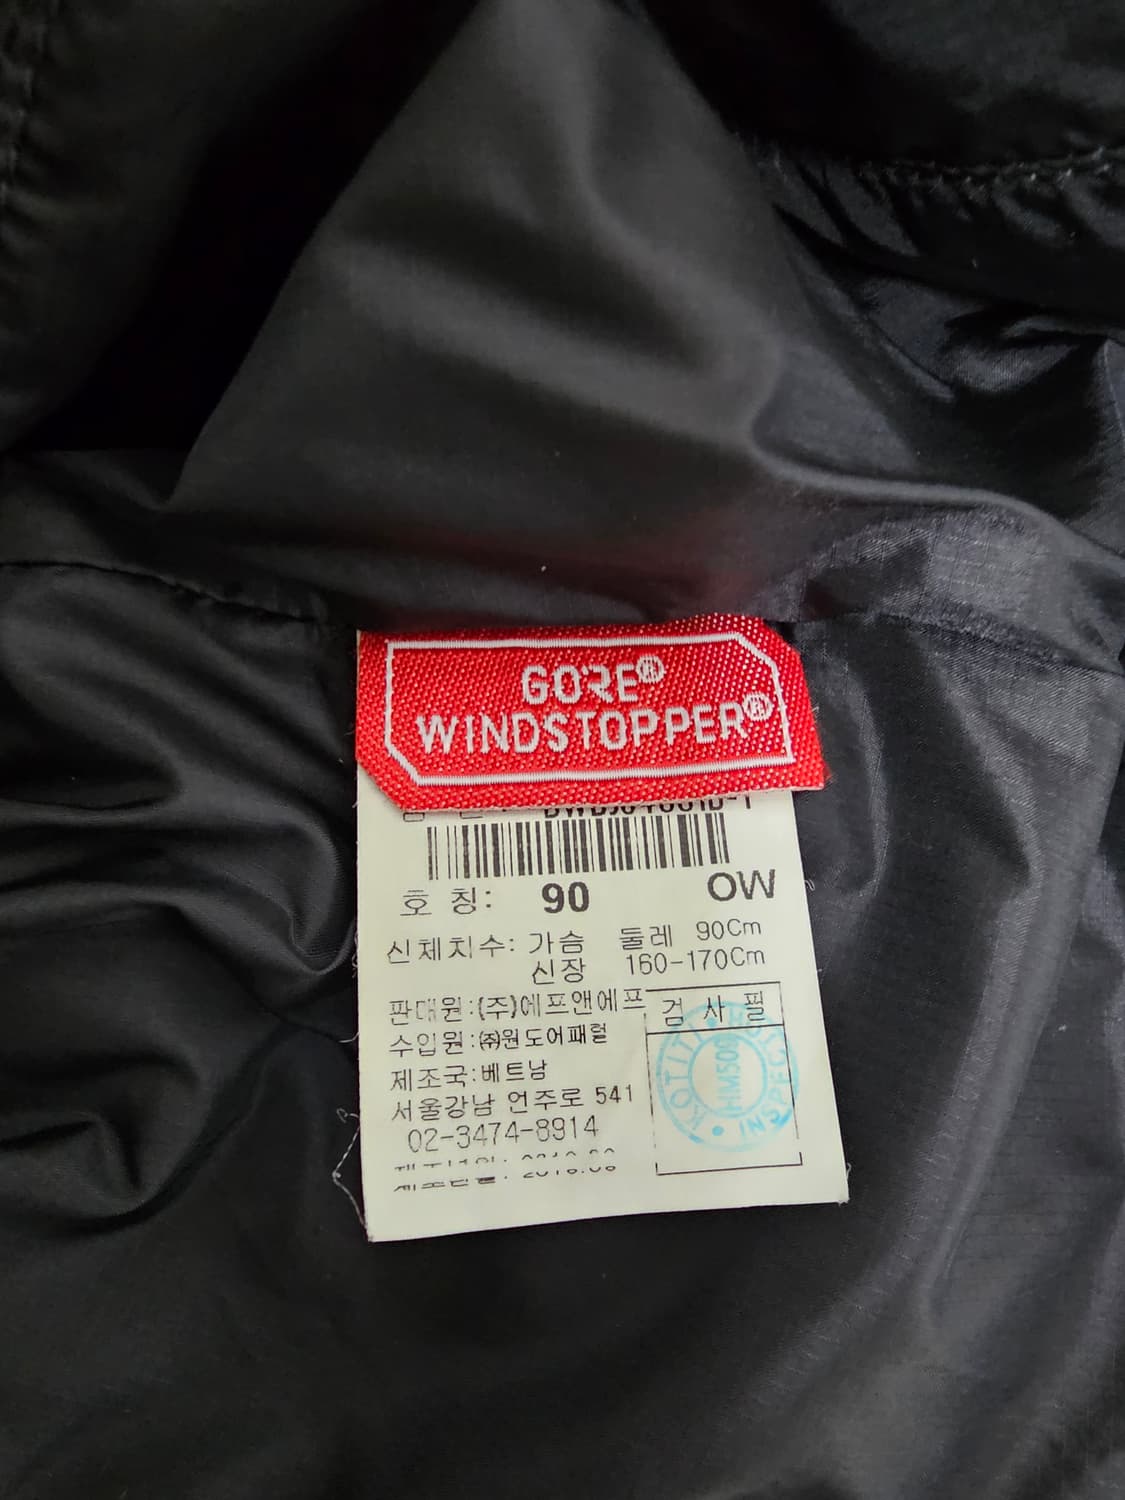 GORE®
WINDSTOPPER®
호 칭: 90 OW
신체치수: 가슴 둘레 90Cm
신장 160-170Cm
판매원:(주)에프앤에프
수입원:㈜원도어패럴
제조국:베트남
서울강남 언주로 541
02-3474-8914
검 사 필
KOTITI
HM509
INSPECT